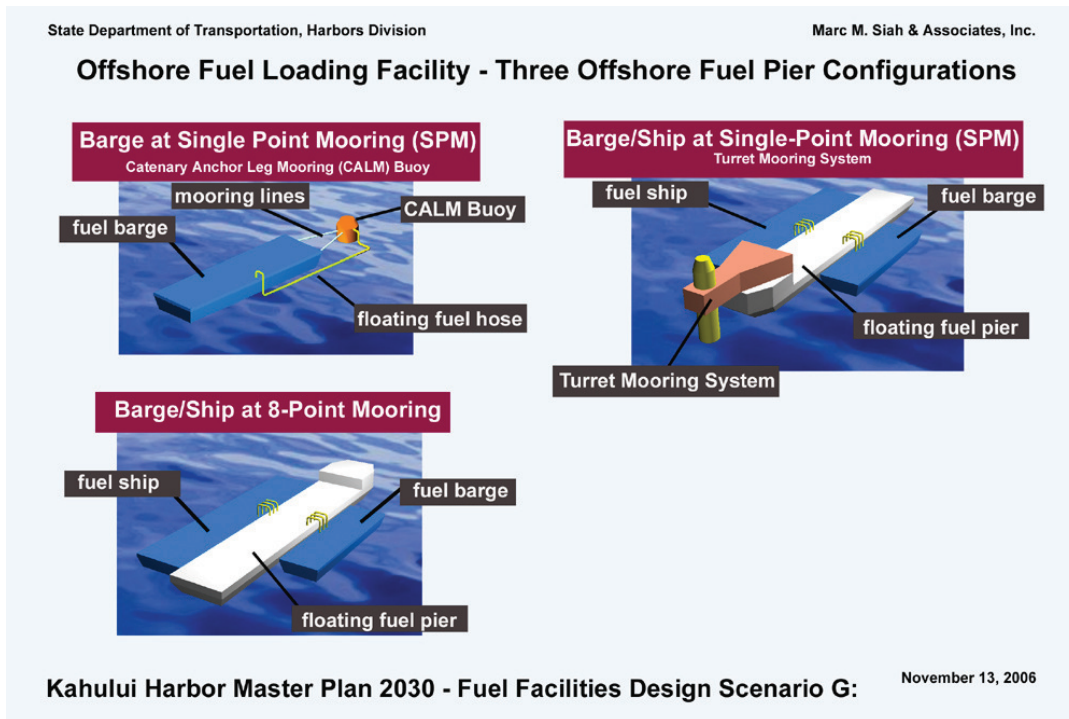 State Department of Transportation, Harbors Division
Marc M. Siah & Associates, Inc.
Offshore Fuel Loading Facility - Three Offshore Fuel Pier Configurations
Barge at Single Point Mooring (SPM)
Catenary Anchor Leg Mooring (CALM) Buoy
mooring lines
CALM Buoy
fuel barge
floating fuel hose
Barge/Ship at Single-Point Mooring (SPM)
Turret Mooring System
fuel ship
fuel barge
floating fuel pier
Turret Mooring System
Barge/Ship at 8-Point Mooring
fuel ship
fuel barge
floating fuel pier
Kahului Harbor Master Plan 2030 - Fuel Facilities Design Scenario G:
November 13, 2006